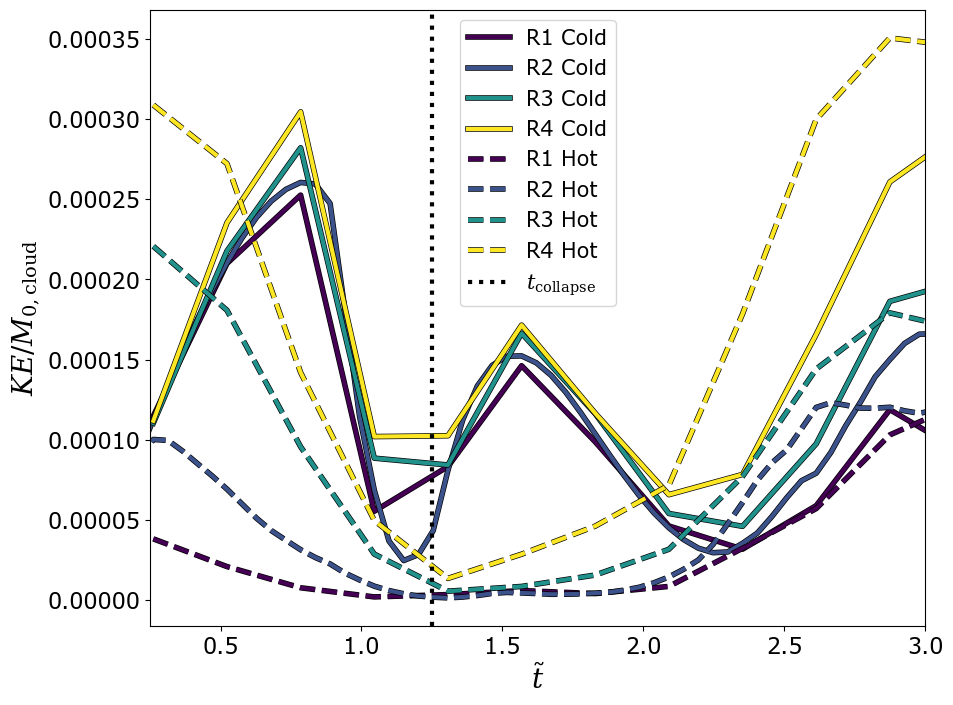 0.00035
0.00030
0.00025
0.00020
0.00015
0.00010
0.00005
0.00000
KE/M0, cloud
R1 Cold
R2 Cold
R3 Cold
R4 Cold
R1 Hot
R2 Hot
R3 Hot
R4 Hot
tcollapse
0.5 1.0 1.5 2.0 2.5 3.0
t̃